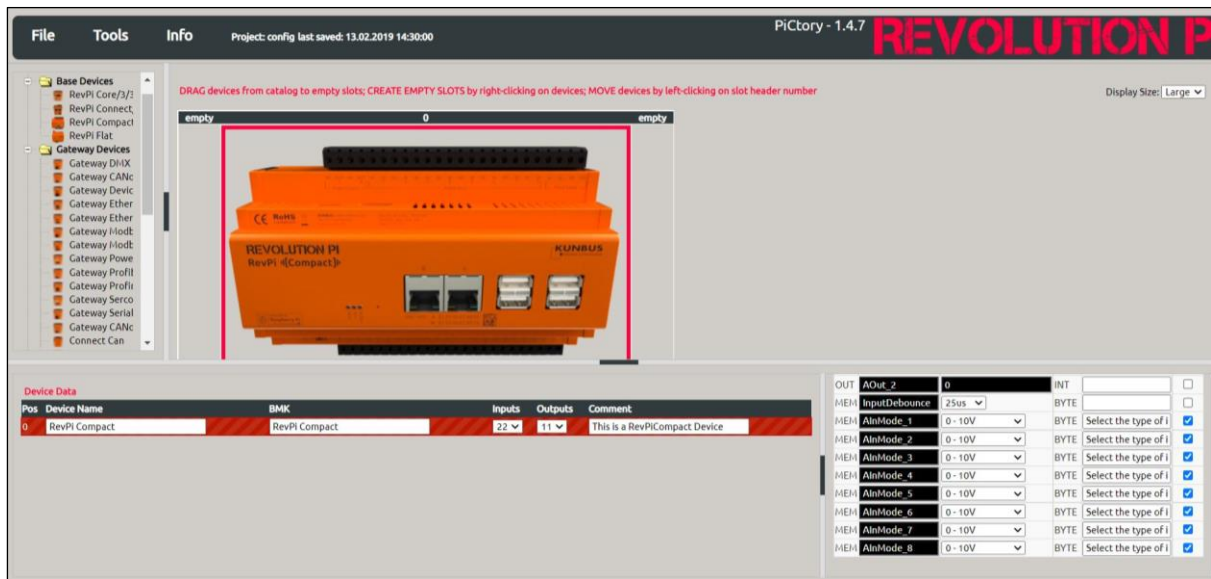 File Tools Info Project: config last saved: 13.02.2019 14:30:00 PiCtory - 1.4.7 REVOLUTION P
Base Devices
RevPi Core/3/3
RevPi Connect,
RevPi Compact
RevPi Flat
Gateway Devices
Gateway DMX
Gateway CANc
Gateway Devic
Gateway Ether
Gateway Ether
Gateway Modb
Gateway Modb
Gateway Powe
Gateway Profi
Gateway Profi
Gateway Serco
Gateway Serial
Gateway CANc
Connect Can
DRAG devices from catalog to empty slots; CREATE EMPTY SLOTS by right-clicking on devices; MOVE devices by left-clicking on slot header number
Display Size: Large
empty 0 empty
CE RoHS
REVOLUTION PI
RevPi Compact
KUNBUS
Device Data
Pos Device Name BMK Inputs Outputs Comment
0 RevPi Compact RevPi Compact 22 11 This is a RevPiCompact Device
OUT AOut_2 0 INT
MEM InputDebounce 25us BYTE
MEM AInMode_1 0 - 10V BYTE Select the type of i
MEM AInMode_2 0 - 10V BYTE Select the type of i
MEM AInMode_3 0 - 10V BYTE Select the type of i
MEM AInMode_4 0 - 10V BYTE Select the type of i
MEM AInMode_5 0 - 10V BYTE Select the type of i
MEM AInMode_6 0 - 10V BYTE Select the type of i
MEM AInMode_7 0 - 10V BYTE Select the type of i
MEM AInMode_8 0 - 10V BYTE Select the type of i